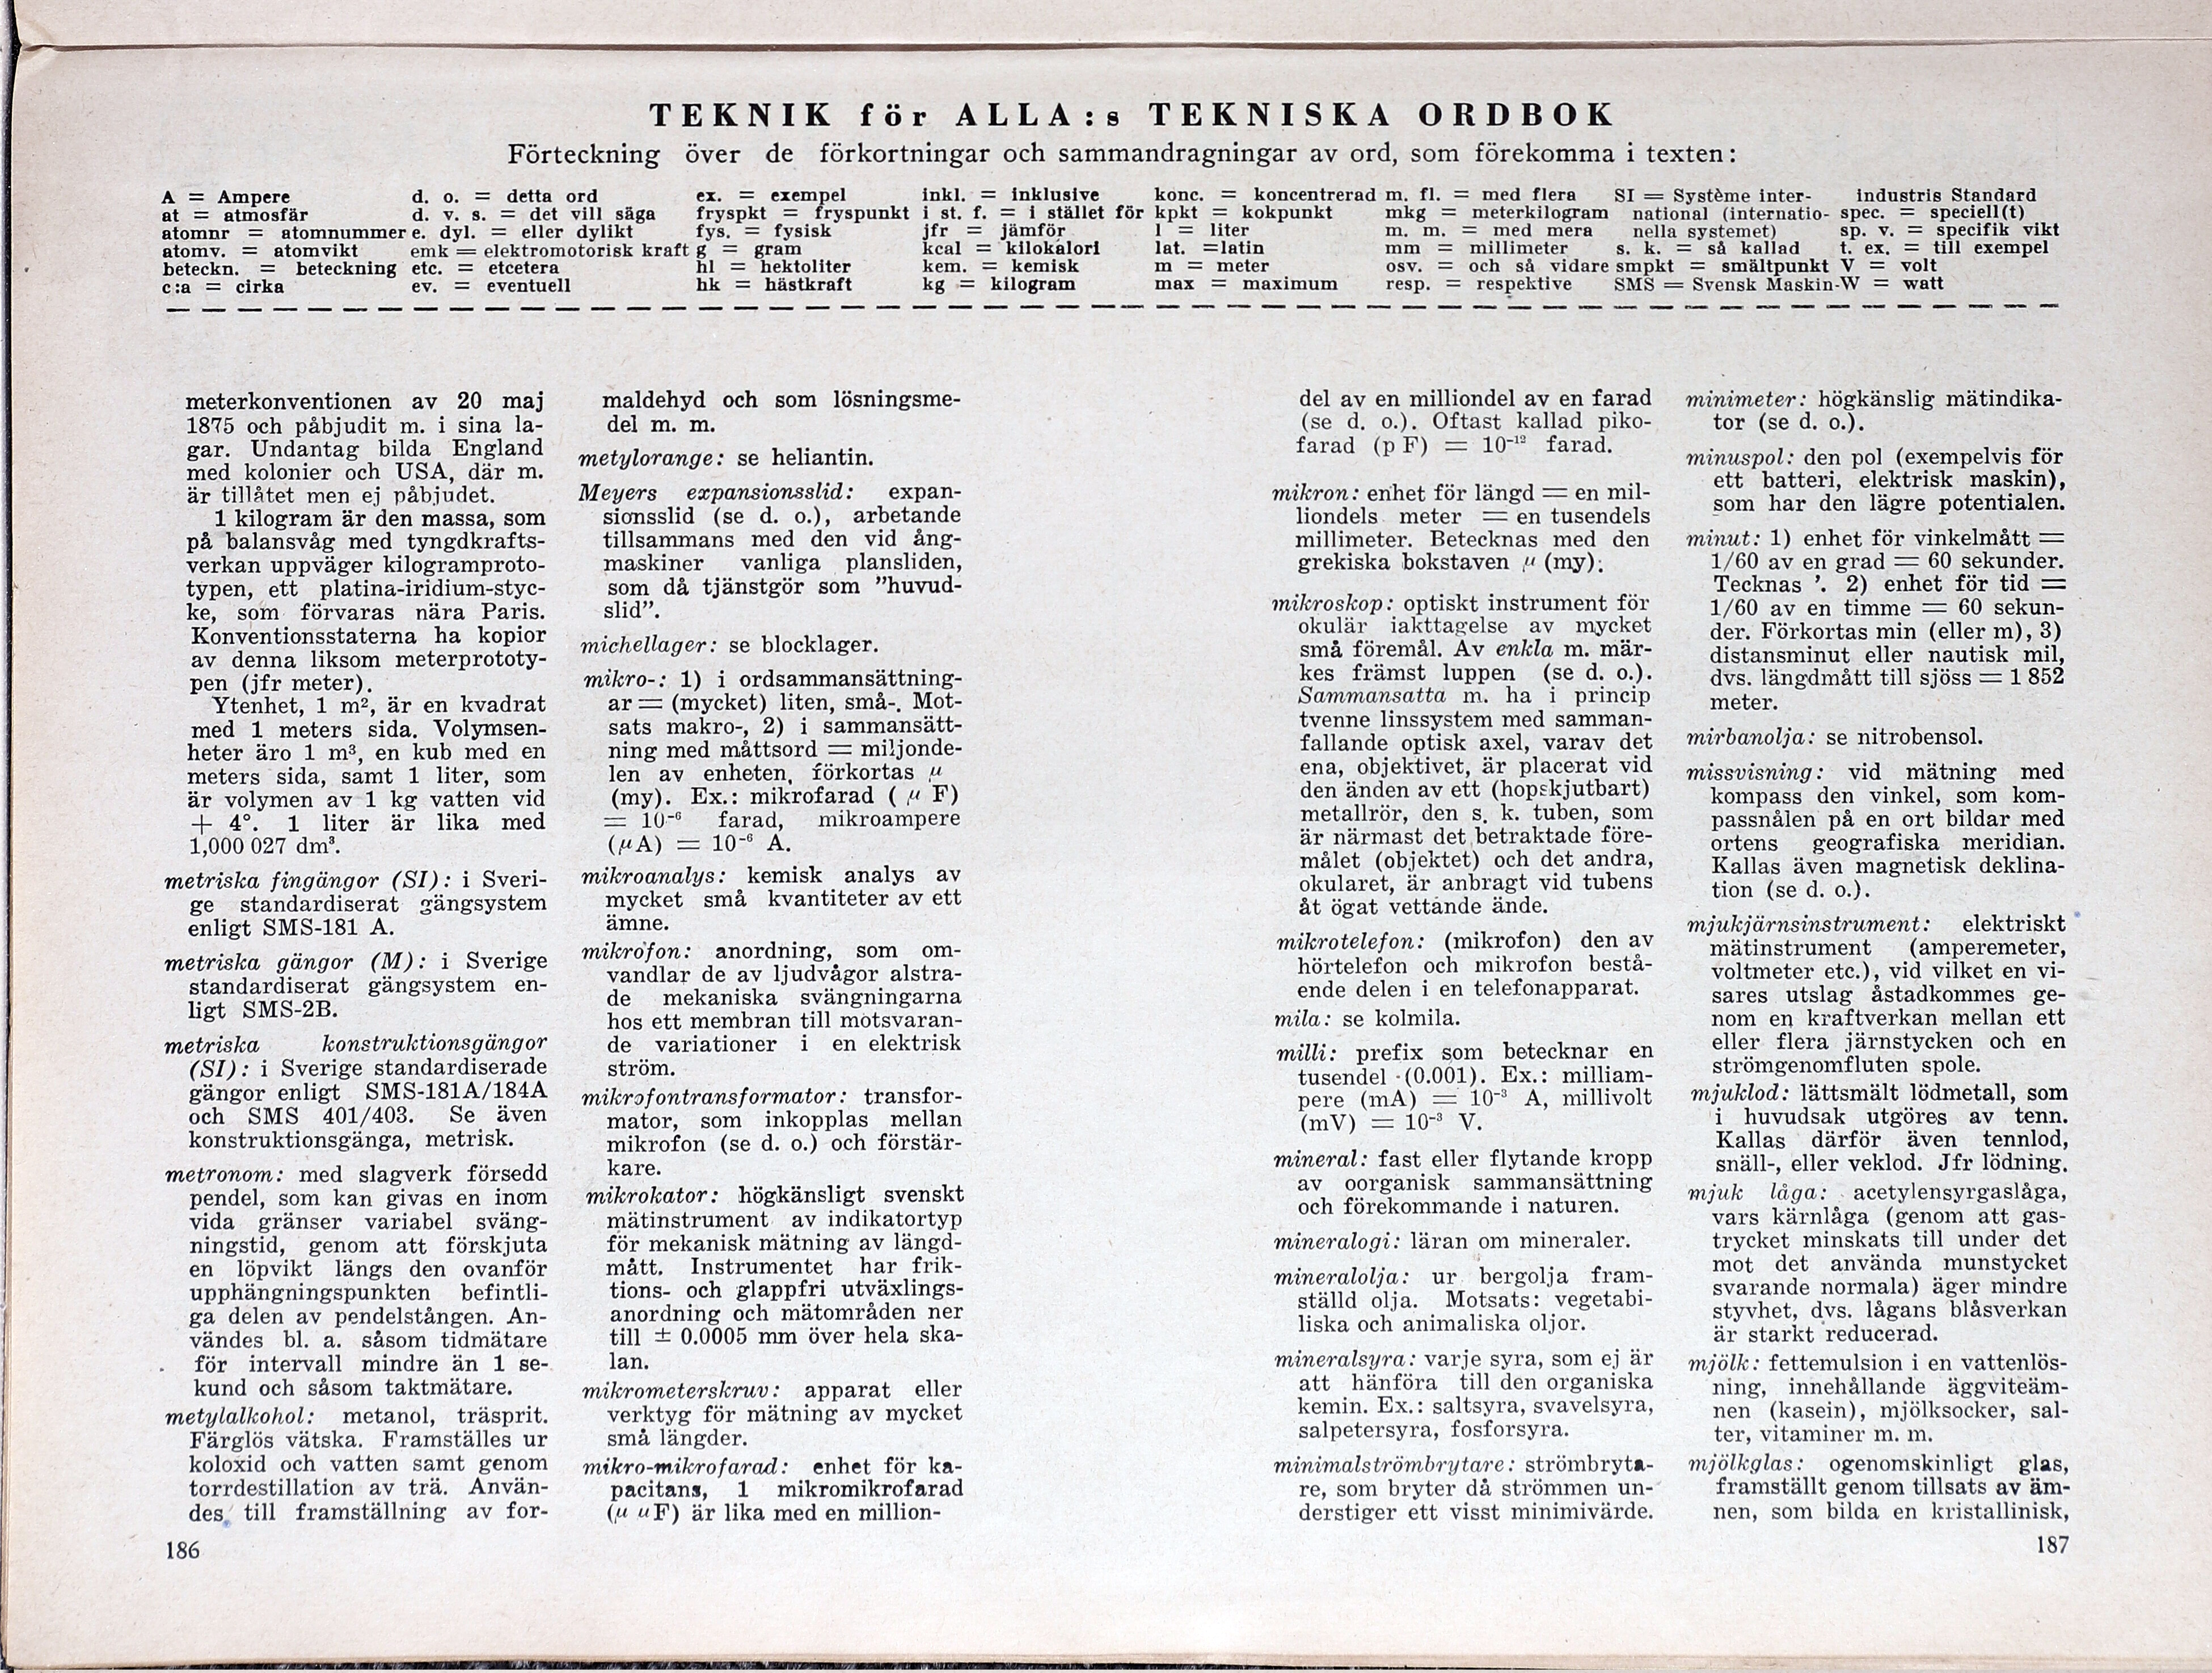 TEKNIK för ALLA:s TEKNISKA ORDBOK
Förteckning över de förkortningar och sammandragningar av ord, som förekomma i texten:
A = Ampere
at = atmosfär
atomnr = atomnummer
atomv. = atomvikt
beteckn. = beteckning
c:a = cirka
d. o. = detta ord
d. v. s. = det vill säga
e. dyl. = eller dylikt
emk = elektromotorisk kraft
etc. = etcetera
ev. = eventuell
ex. = exempel
fryspkt = fryspunkt
fys. = fysisk
g = gram
hl = hektoliter
hk = hästkraft
inkl. = inklusive
i st. f. = i stället för
jfr = jämför
kcal = kilokalori
kem. = kemisk
kg = kilogram
konc. = koncentrerad
kpkt = kokpunkt
l = liter
lat. =latin
m = meter
max = maximum
m. fl. = med flera
mkg = meterkilogram
m. m. = med mera
mm = millimeter
osv. = och så vidare
resp. = respektive
SI = Système inter-
national (internatio-
nella systemet)
s. k. = så kallad
smpkt = smältpunkt
SMS = Svensk Maskin-
industris Standard
spec. = speciell(t)
sp. v. = specifik vikt
t. ex. = till exempel
V = volt
W = watt
meterkonventionen av 20 maj
1875 och påbjudit m. i sina la-
gar. Undantag bilda England
med kolonier och USA, där m.
är tillåtet men ej påbjudet.
1 kilogram är den massa, som
på balansvåg med tyngdkrafts-
verkan uppväger kilogramproto-
typen, ett platina-iridium-styc-
ke, som förvaras nära Paris.
Konventionsstaterna ha kopior
av denna liksom meterprototy-
pen (jfr meter).
Ytenhet, 1 m², är en kvadrat
med 1 meters sida. Volymsen-
heter äro 1 m³, en kub med en
meters sida, samt 1 liter, som
är volymen av 1 kg vatten vid
+ 4°. 1 liter är lika med
1,000 027 dm³.
metriska fingängor (SI): i Sveri-
ge standardiserat gängsystem
enligt SMS-181 A.
metriska gängor (M): i Sverige
standardiserat gängsystem en-
ligt SMS-2B.
metriska konstruktionsgängor
(SI): i Sverige standardiserade
gängor enligt SMS-181A/184A
och SMS 401/403. Se även
konstruktionsgänga, metrisk.
metronom: med slagverk försedd
pendel, som kan givas en inom
vida gränser variabel sväng-
ningstid, genom att förskjuta
en löpvikt längs den ovanför
upphängningspunkten befintli-
ga delen av pendelstången. An-
vändes bl. a. såsom tidmätare
för intervall mindre än 1 se-
kund och såsom taktmätare.
metylalkohol: metanol, träsprit.
Färglös vätska. Framställes ur
koloxid och vatten samt genom
torrdestillation av trä. Använ-
des till framställning av for-
186
maldehyd och som lösningsme-
del m. m.
metylorange: se heliantin.
Meyers expansionsslid: expan-
sionsslid (se d. o.), arbetande
tillsammans med den vid ång-
maskiner vanliga plansliden,
som då tjänstgör som ”huvud-
slid”.
michellager: se blocklager.
mikro-: 1) i ordsammansättning-
ar = (mycket) liten, små-. Mot-
sats makro-, 2) i sammansätt-
ning med måttsord = miljonde-
len av enheten, förkortas µ
(my). Ex.: mikrofarad ( µ F)
= 10⁻⁶ farad, mikroampere
(µA) = 10⁻⁶ A.
mikroanalys: kemisk analys av
mycket små kvantiteter av ett
ämne.
mikrofon: anordning, som om-
vandlar de av ljudvågor alstra-
de mekaniska svängningarna
hos ett membran till motsvaran-
de variationer i en elektrisk
ström.
mikrofontransformator: transfor-
mator, som inkopplas mellan
mikrofon (se d. o.) och förstär-
kare.
mikrokator: högkänsligt svenskt
mätinstrument av indikatortyp
för mekanisk mätning av längd-
mått. Instrumentet har frik-
tions- och glappfri utväxlings-
anordning och mätområden ner
till ± 0.0005 mm över hela ska-
lan.
mikrometerskruv: apparat eller
verktyg för mätning av mycket
små längder.
mikro-mikrofarad: enhet för ka-
pacitans, 1 mikromikrofarad
(µ uF) är lika med en million-
del av en milliondel av en farad
(se d. o.). Oftast kallad piko-
farad (p F) = 10⁻¹² farad.
mikron: enhet för längd = en mil-
liondels meter = en tusendels
millimeter. Betecknas med den
grekiska bokstaven µ (my).
mikroskop: optiskt instrument för
okulär iakttagelse av mycket
små föremål. Av enkla m. mär-
kes främst luppen (se d. o.).
Sammansatta m. ha i princip
tvenne linssystem med samman-
fallande optisk axel, varav det
ena, objektivet, är placerat vid
den änden av ett (hopskjutbart)
metallrör, den s. k. tuben, som
är närmast det betraktade före-
målet (objektet) och det andra,
okularet, är anbragt vid tubens
åt ögat vettande ände.
mikrotelefon: (mikrofon) den av
hörtelefon och mikrofon bestå-
ende delen i en telefonapparat.
mila: se kolmila.
milli: prefix som betecknar en
tusendel (0.001). Ex.: milliam-
pere (mA) = 10⁻³ A, millivolt
(mV) = 10⁻³ V.
mineral: fast eller flytande kropp
av oorganisk sammansättning
och förekommande i naturen.
mineralogi: läran om mineraler.
mineralolja: ur bergolja fram-
ställd olja. Motsats: vegetabi-
liska och animaliska oljor.
mineralsyra: varje syra, som ej är
att hänföra till den organiska
kemin. Ex.: saltsyra, svavelsyra,
salpetersyra, fosforsyra.
minimalströmbrytare: strömbryta-
re, som bryter då strömmen un-
derstiger ett visst minimivärde.
minimeter: högkänslig mätindika-
tor (se d. o.).
minuspol: den pol (exempelvis för
ett batteri, elektrisk maskin),
som har den lägre potentialen.
minut: 1) enhet för vinkelmått =
1/60 av en grad = 60 sekunder.
Tecknas ’. 2) enhet för tid =
1/60 av en timme = 60 sekun-
der. Förkortas min (eller m), 3)
distansminut eller nautisk mil,
dvs. längdmått till sjöss = 1 852
meter.
mirbanolja: se nitrobensol.
missvisning: vid mätning med
kompass den vinkel, som kom-
passnålen på en ort bildar med
ortens geografiska meridian.
Kallas även magnetisk deklina-
tion (se d. o.).
mjukjärnsinstrument: elektriskt
mätinstrument (amperemeter,
voltmeter etc.), vid vilket en vi-
sares utslag åstadkommes ge-
nom en kraftverkan mellan ett
eller flera järnstycken och en
strömgenomfluten spole.
mjuklod: lättsmält lödmetall, som
i huvudsak utgöres av tenn.
Kallas därför även tennlod,
snäll-, eller veklod. Jfr lödning.
mjuk låga: acetylensyrgaslåga,
vars kärnlåga (genom att gas-
trycket minskats till under det
mot det använda munstycket
svarande normala) äger mindre
styvhet, dvs. lågans blåsverkan
är starkt reducerad.
mjölk: fettemulsion i en vattenlös-
ning, innehållande äggviteäm-
nen (kasein), mjölksocker, sal-
ter, vitaminer m. m.
mjölkglas: ogenomskinligt glas,
framställt genom tillsats av äm-
nen, som bilda en kristallinisk,
187